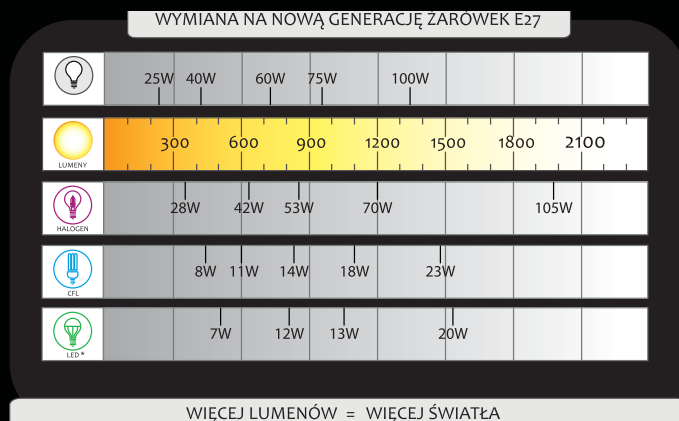 WYMIANA NA NOWĄ GENERACJĘ ŻARÓWEK E27
25W 40W 60W 75W 100W
300 600 900 1200 1500 1800 2100
LUMENY
28W 42W 53W 70W 105W
HALOGEN
8W 11W 14W 18W 23W
CFL
7W 12W 13W 20W
LED *
WIĘCEJ LUMENÓW = WIĘCEJ ŚWIATŁA